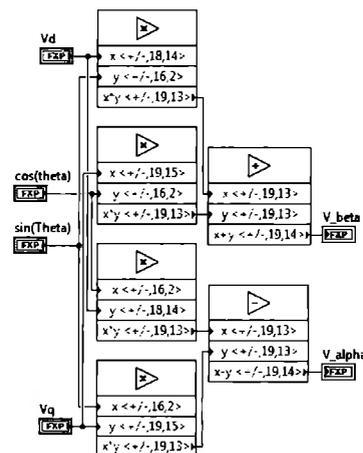 Vd
FXP
x <+/-,18,14>
y <+/-,16,2>
x*y <+/-,19,13>
x <+/-,19,15>
y <+/-,16,2>
x*y <+/-,19,13>
cos(theta)
FXP
sin(Theta)
FXP
+
x <+/-,19,13>
y <+/-,19,13>
x+y <+/-,19,14>
V_beta
FXP
x <+/-,16,2>
y <+/-,18,14>
x*y <+/-,19,13>
-
x <+/-,19,13>
y <+/-,19,13>
x-y <+/-,19,14>
V_alpha
FXP
Vq
FXP
x <+/-,16,2>
y <+/-,19,15>
x*y <+/-,19,13>